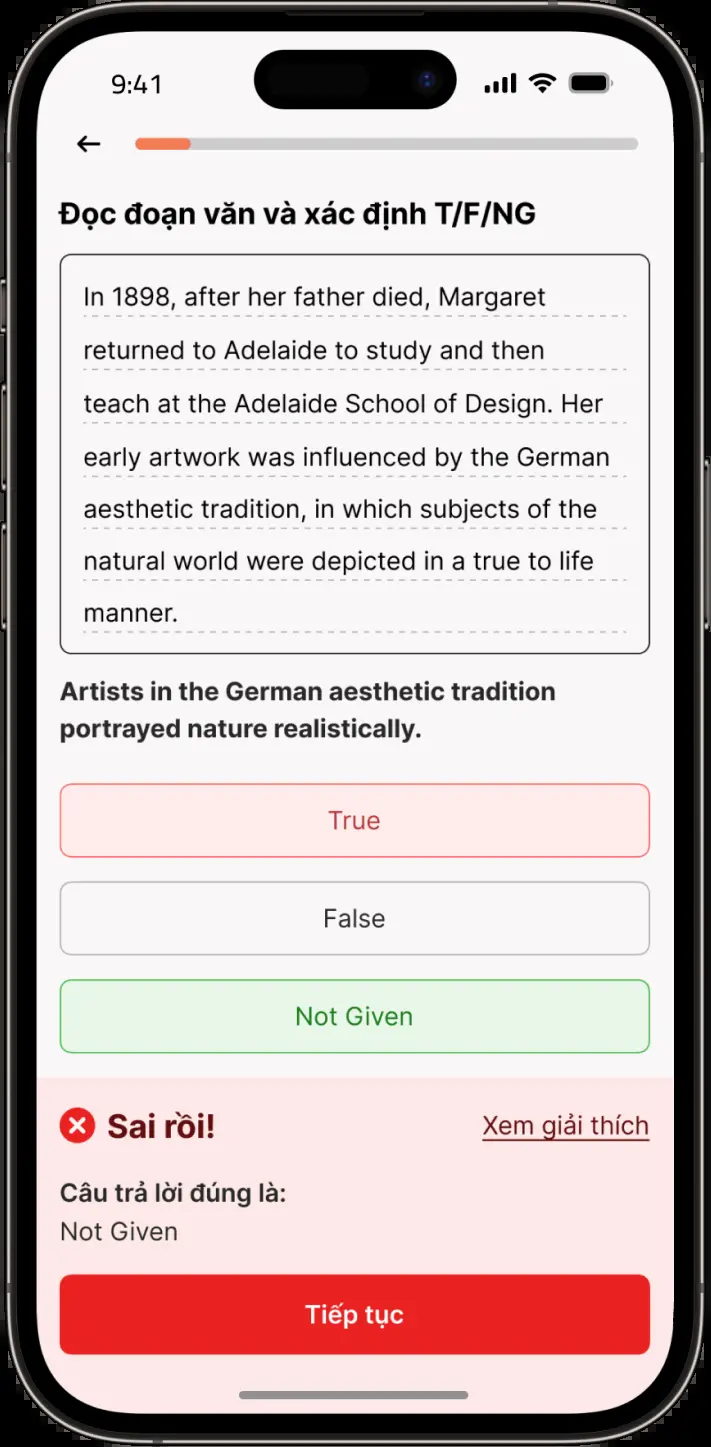 9:41
Đọc đoạn văn và xác định T/F/NG
In 1898, after her father died, Margaret
returned to Adelaide to study and then
teach at the Adelaide School of Design. Her
early artwork was influenced by the German
aesthetic tradition, in which subjects of the
natural world were depicted in a true to life
manner.
Artists in the German aesthetic tradition
portrayed nature realistically.
True
False
Not Given
Sai rồi!
Xem giải thích
Câu trả lời đúng là:
Not Given
Tiếp tục